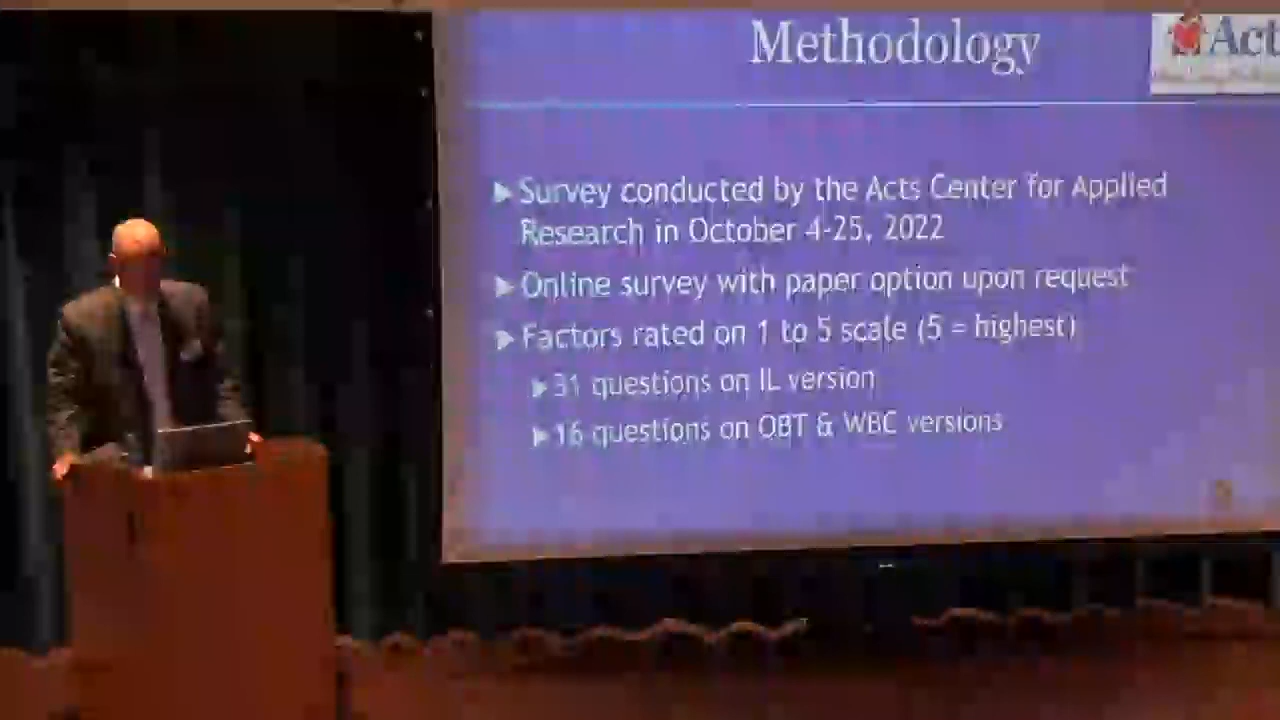 Methodology
Act
▶ Survey conducted by the Acts Center for Applied
Research in October 4-25, 2022
▶ Online survey with paper option upon request
▶ Factors rated on 1 to 5 scale (5 = highest)
▶ 31 questions on IL version
▶ 16 questions on OBT & WBC versions